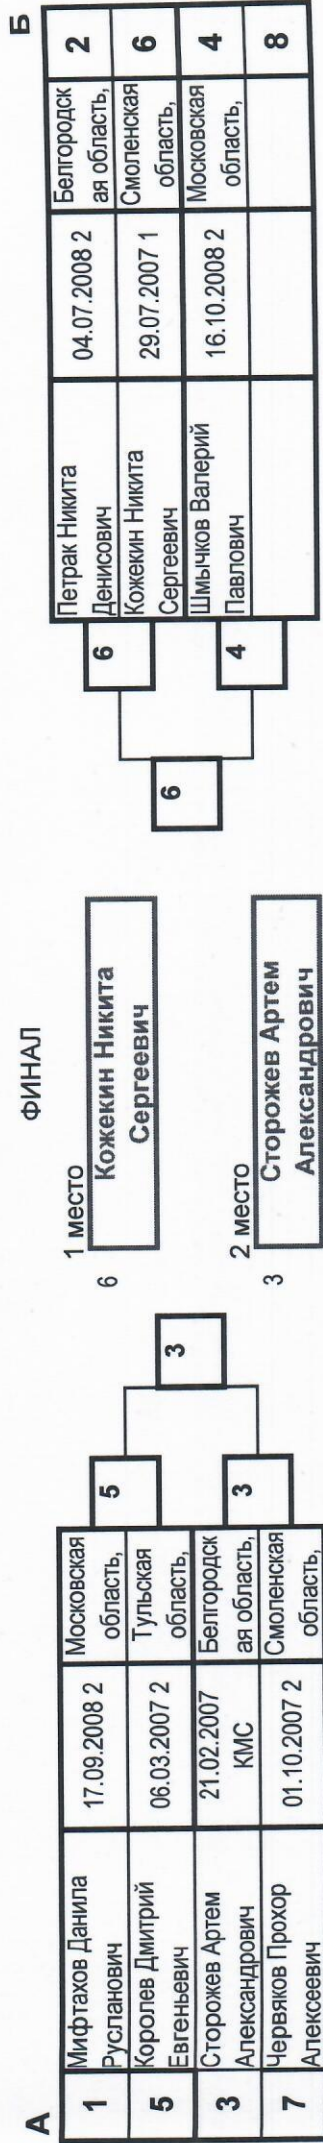 А
1 Мифтахов Данила Русланович 17.09.2008 2 Московская область,
5 Королев Дмитрий Евгеньевич 06.03.2007 2 Тульская область,
3 Сторожев Артем Александрович 21.02.2007 КМС Белгородская область,
7 Червяков Прохор Алексеевич 01.10.2007 2 Смоленская область,
5
3
3
ФИНАЛ
1 место
6 Кожекин Никита Сергеевич
2 место
3 Сторожев Артем Александрович
Б
6
4
6
Петрак Никита Денисович 04.07.2008 2 Белгородская область, 2
Кожекин Никита Сергеевич 29.07.2007 1 Смоленская область, 6
Шмычков Валерий Павлович 16.10.2008 2 Московская область, 4
8